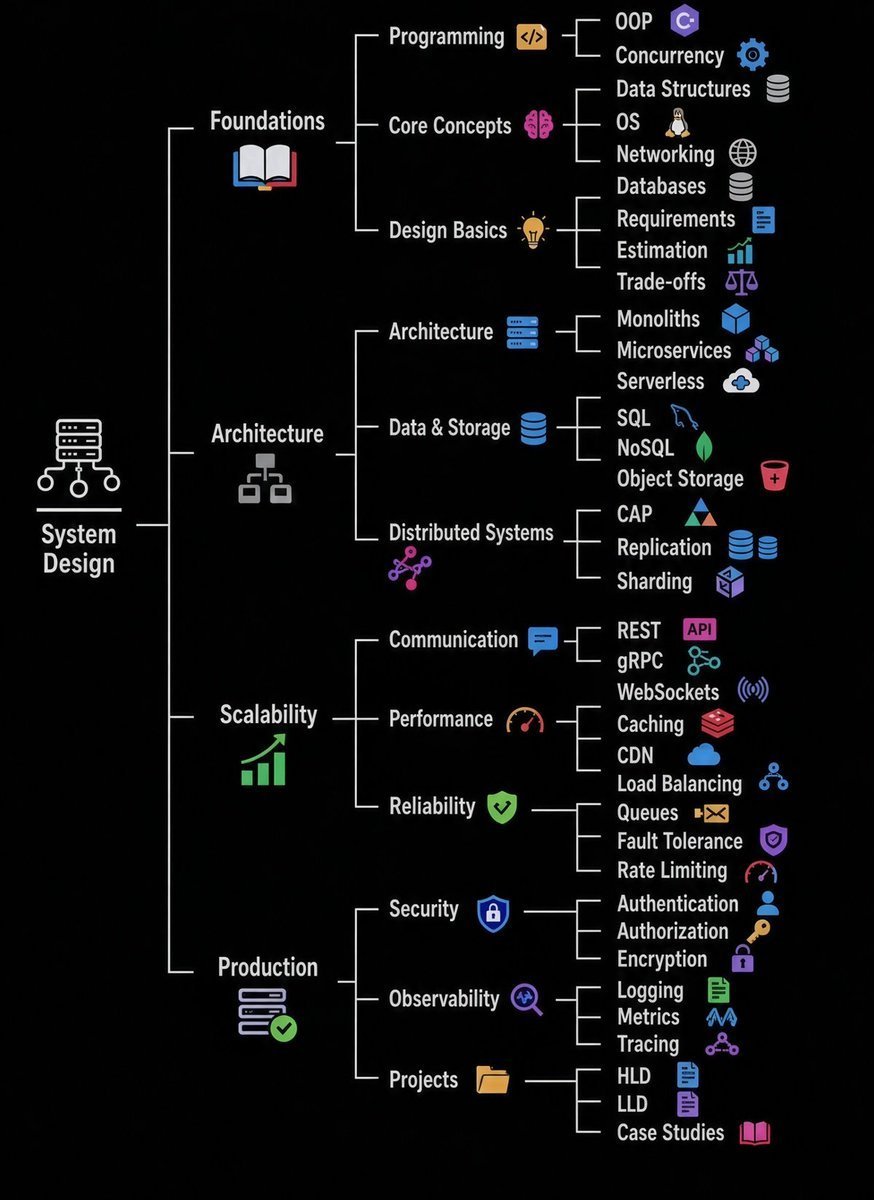 System
Design
Foundations
Programming
</>
OOP
C
Concurrency
Core Concepts
Data Structures
OS
Networking
Design Basics
Databases
Requirements
Estimation
Trade-offs
Architecture
Architecture
Monoliths
Microservices
Serverless
Data & Storage
SQL
NoSQL
Object Storage
Distributed Systems
CAP
Replication
Sharding
Scalability
Communication
REST
API
gRPC
WebSockets
Performance
Caching
CDN
Load Balancing
Reliability
Queues
Fault Tolerance
Rate Limiting
Production
Security
Authentication
Authorization
Encryption
Observability
Logging
Metrics
Tracing
Projects
HLD
LLD
Case Studies